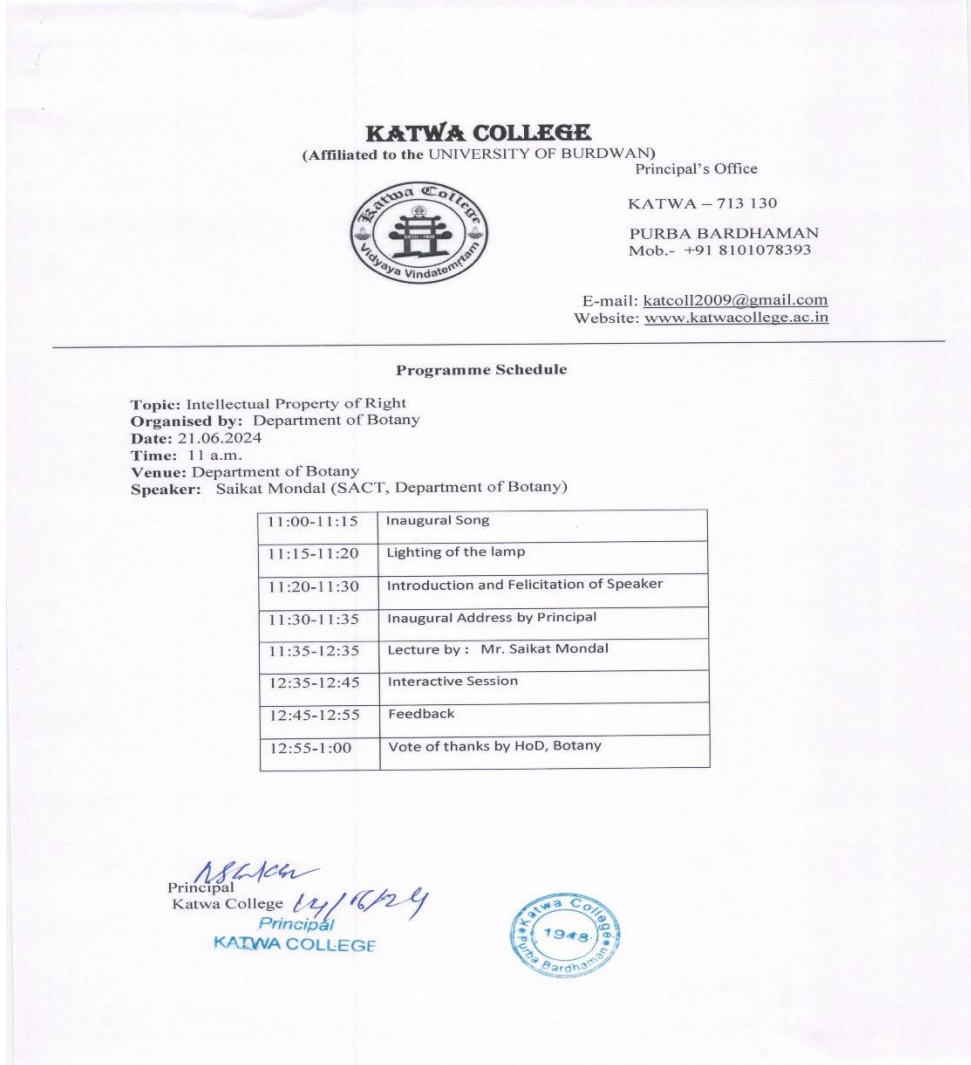 KATWA COLLEGE
(Affiliated to the UNIVERSITY OF BURDWAN)
Principal's Office
Katwa College
Vidyaya Vindatemrtam
KATWA – 713 130
PURBA BARDHAMAN
Mob.- +91 8101078393
E-mail: katcoll2009@gmail.com
Website: www.katwacollege.ac.in
Programme Schedule
Topic: Intellectual Property of Right
Organised by: Department of Botany
Date: 21.06.2024
Time: 11 a.m.
Venue: Department of Botany
Speaker: Saikat Mondal (SACT, Department of Botany)
11:00-11:15 Inaugural Song
11:15-11:20 Lighting of the lamp
11:20-11:30 Introduction and Felicitation of Speaker
11:30-11:35 Inaugural Address by Principal
11:35-12:35 Lecture by : Mr. Saikat Mondal
12:35-12:45 Interactive Session
12:45-12:55 Feedback
12:55-1:00 Vote of thanks by HoD, Botany
Principal
Katwa College 14/6/24
Principal
KATWA COLLEGE
Katwa College
1948
Purba Bardhaman